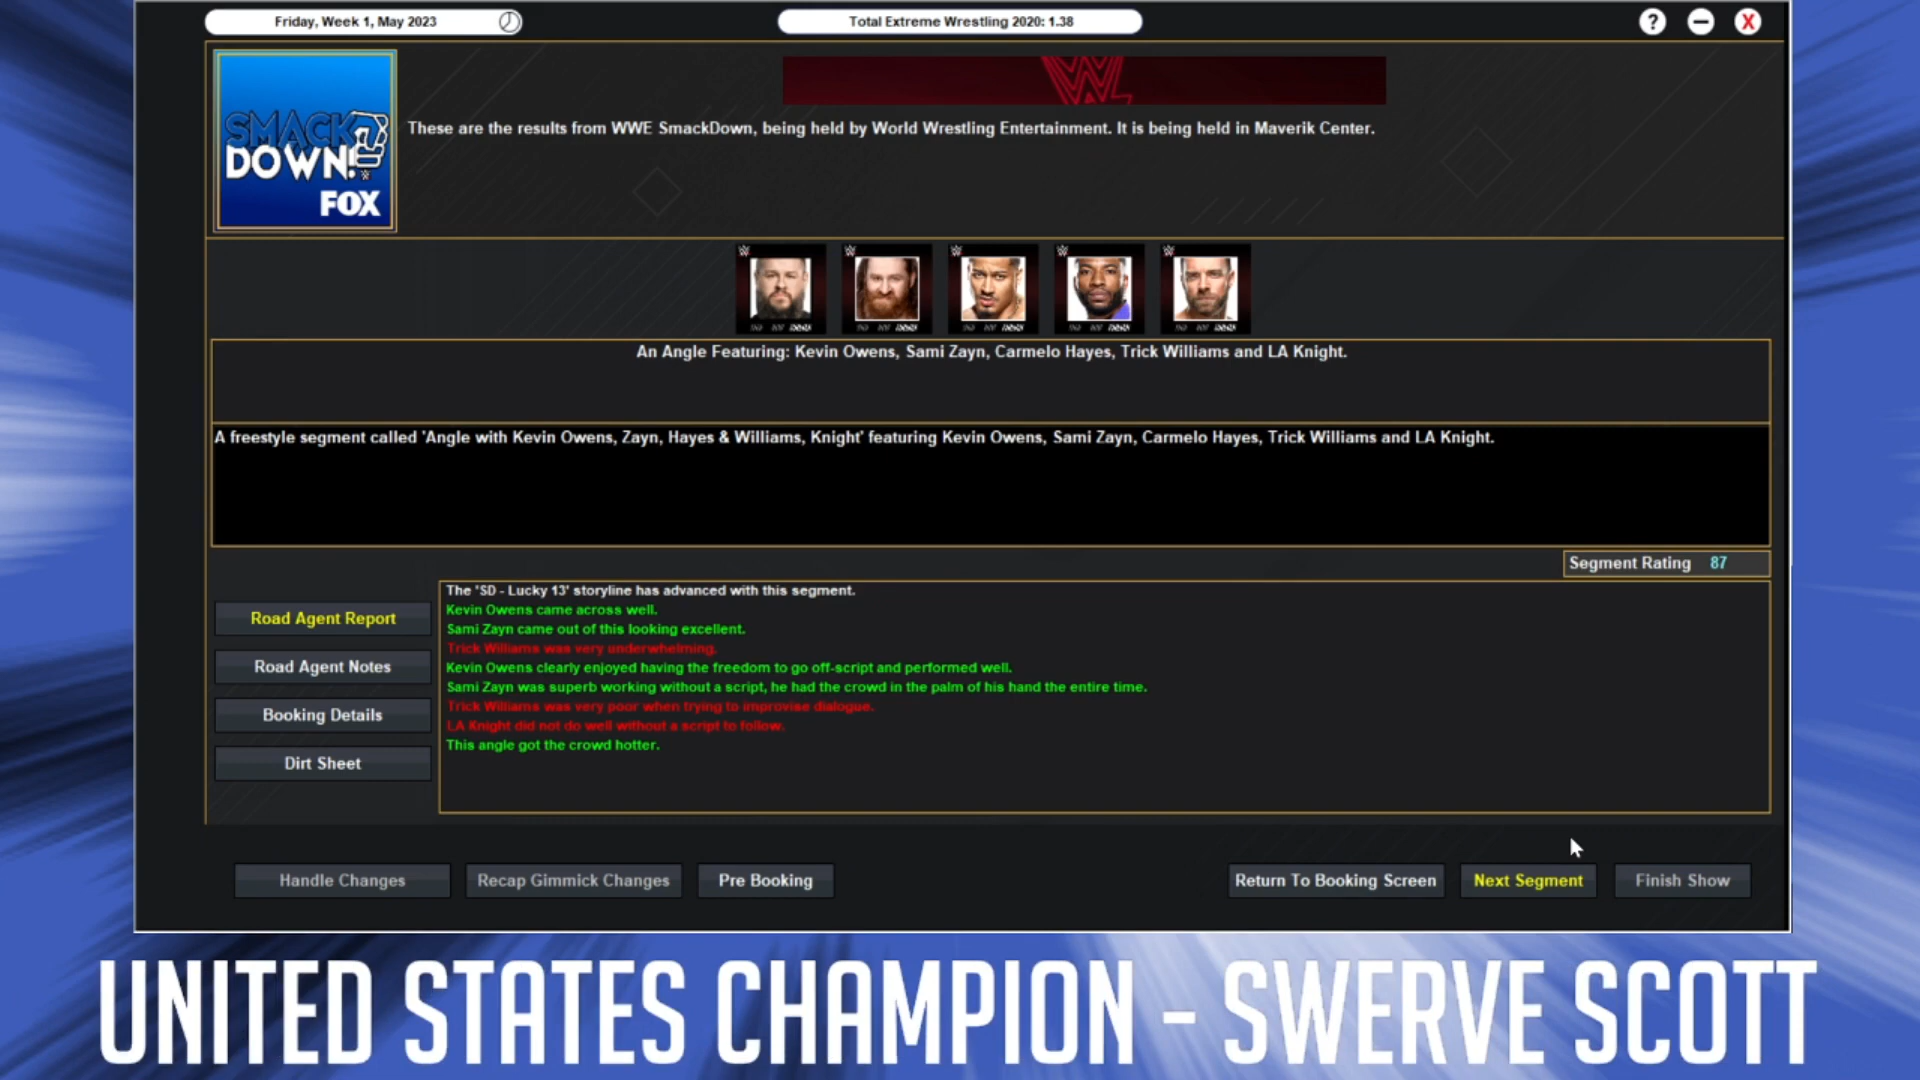 Friday, Week 1, May 2023
Total Extreme Wrestling 2020: 1.38
?
X
SMACK
DOWN!
FOX
These are the results from WWE SmackDown, being held by World Wrestling Entertainment. It is being held in Maverik Center.
An Angle Featuring: Kevin Owens, Sami Zayn, Carmelo Hayes, Trick Williams and LA Knight.
A freestyle segment called 'Angle with Kevin Owens, Zayn, Hayes & Williams, Knight' featuring Kevin Owens, Sami Zayn, Carmelo Hayes, Trick Williams and LA Knight.
Segment Rating 87
Road Agent Report
Road Agent Notes
Booking Details
Dirt Sheet
The 'SD - Lucky 13' storyline has advanced with this segment.
Kevin Owens came across well.
Sami Zayn came out of this looking excellent.
Trick Williams was very underwhelming.
Kevin Owens clearly enjoyed having the freedom to go off-script and performed well.
Sami Zayn was superb working without a script, he had the crowd in the palm of his hand the entire time.
Trick Williams was very poor when trying to improvise dialogue.
LA Knight did not do well without a script to follow.
This angle got the crowd hotter.
Handle Changes
Recap Gimmick Changes
Pre Booking
Return To Booking Screen
Next Segment
Finish Show
UNITED STATES CHAMPION - SWERVE SCOTT